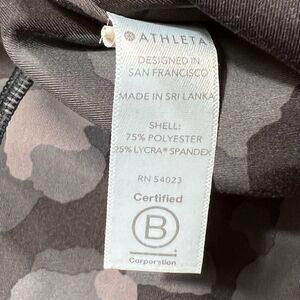 ATHLETA
DESIGNED IN
SAN FRANCISCO
MADE IN SRI LANKA
SHELL:
75% POLYESTER
25% LYCRA® SPANDEX
RN 54023
Certified
B
Corporation